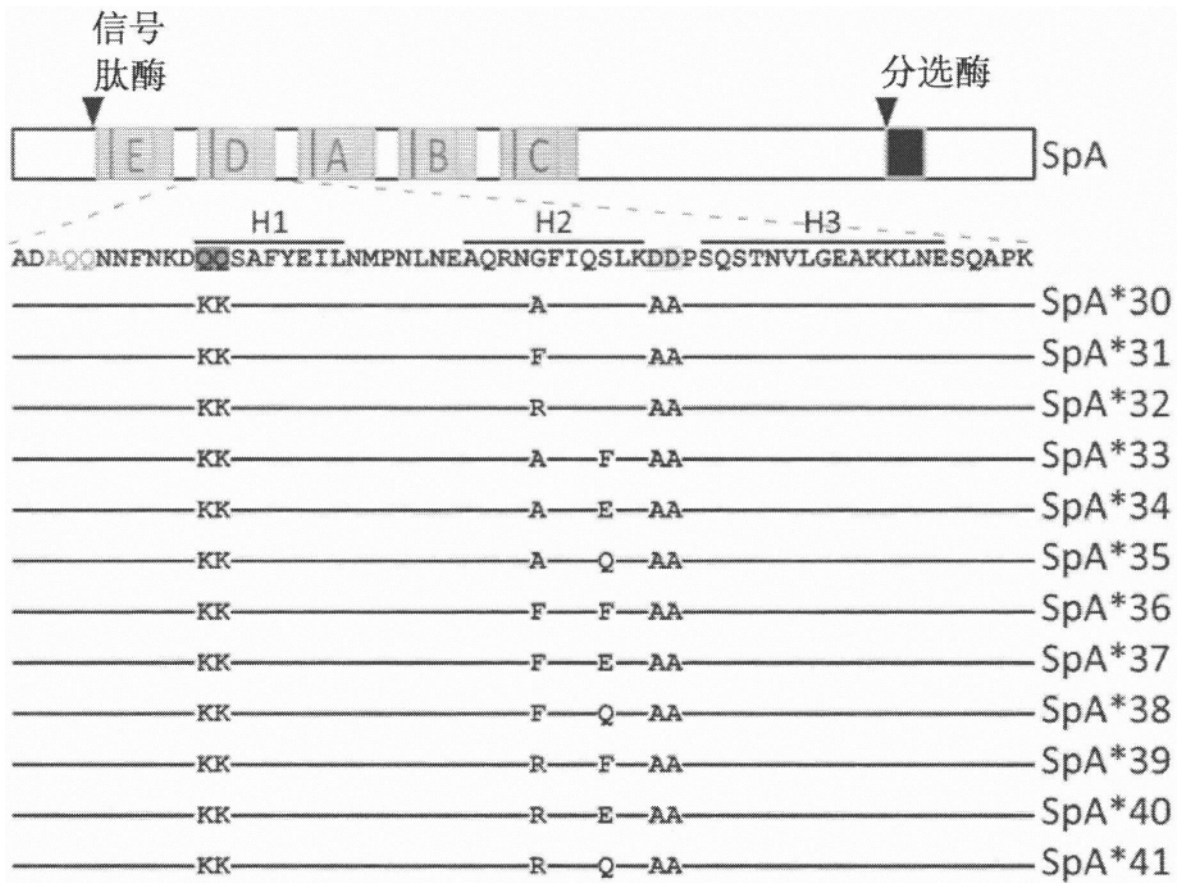 信号
肽酶
分选酶
E D A B C SpA
H1 H2 H3
ADAQQNNFNKDQQSAFYEILNMPNLNEAQRNGFIQSLKDDPSQSTNVLGEAKKLNESQAPK
KK A AA SpA*30
KK F AA SpA*31
KK R AA SpA*32
KK A F AA SpA*33
KK A E AA SpA*34
KK A Q AA SpA*35
KK F F AA SpA*36
KK F E AA SpA*37
KK F Q AA SpA*38
KK R F AA SpA*39
KK R E AA SpA*40
KK R Q AA SpA*41